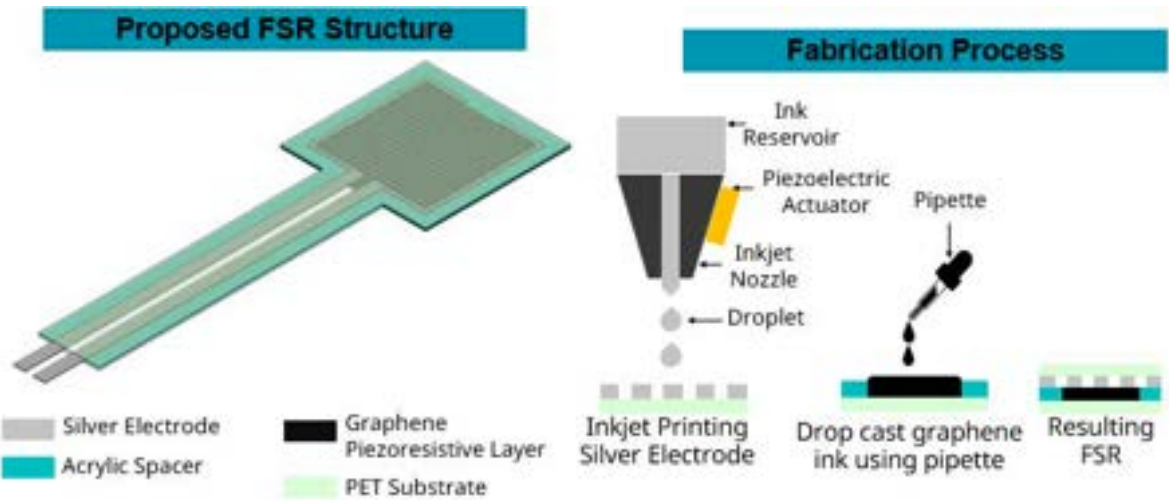 Proposed FSR Structure
Silver Electrode
Acrylic Spacer
Graphene
Piezoresistive Layer
PET Substrate
Fabrication Process
Ink
Reservoir
Piezoelectric
Actuator
Inkjet
Nozzle
Droplet
Pipette
Inkjet Printing
Silver Electrode
Drop cast graphene
ink using pipette
Resulting
FSR